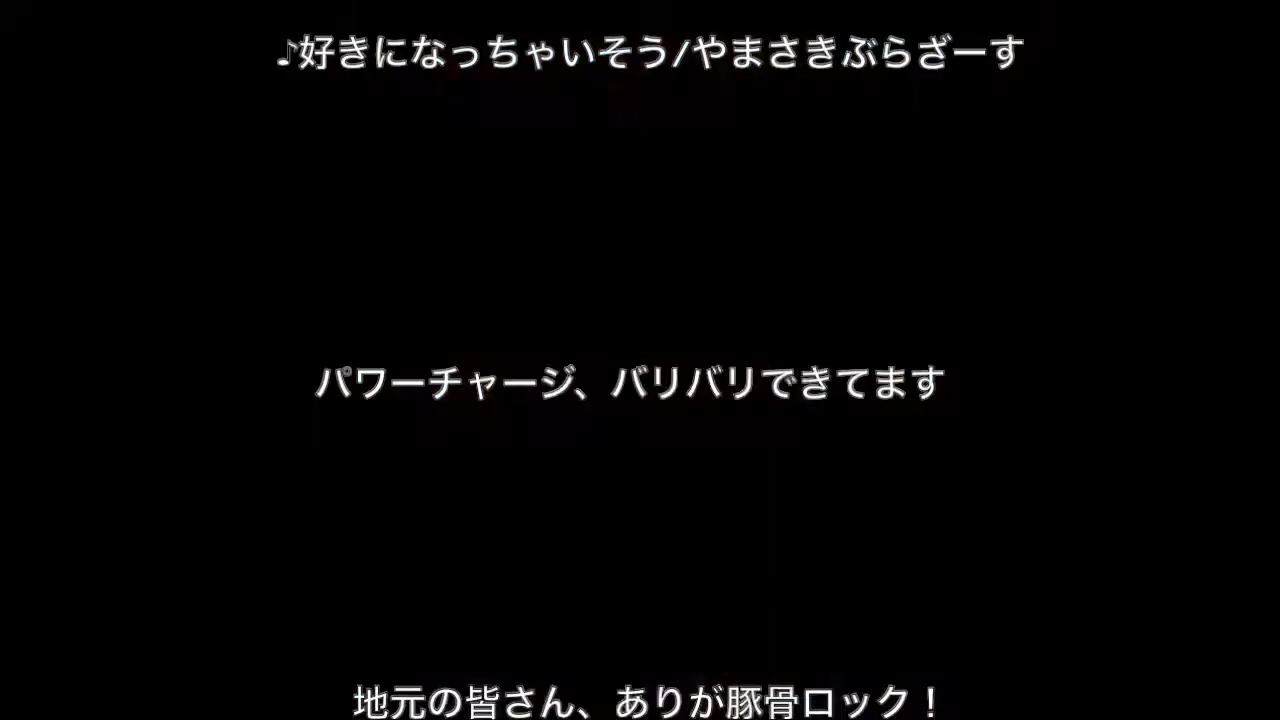 ♪好きになっちゃいそう/やまさきぶらざーす
パワーチャージ、バリバリできてます
地元の皆さん、ありが豚骨ロック！